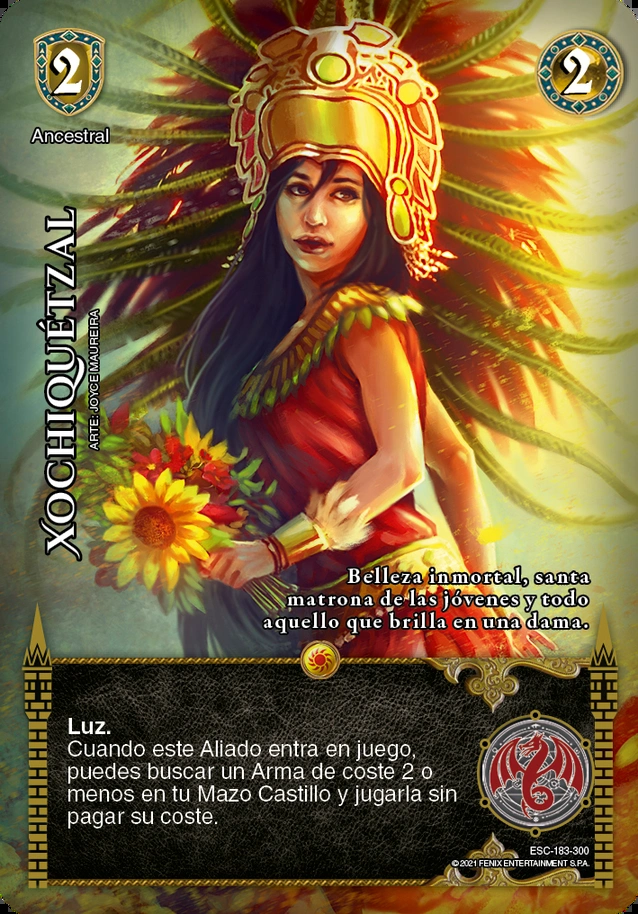 2
2
Ancestral
XOCHIQUÉTZAL
ARTE: JOYCE MAUREIRA
Belleza inmortal, santa
matrona de las jóvenes y todo
aquello que brilla en una dama.
Luz.
Cuando este Aliado entra en juego,
puedes buscar un Arma de coste 2 o
menos en tu Mazo Castillo y jugarla sin
pagar su coste.
ESC-183-300
© 2021 FENIX ENTERTAINMENT S.P.A.